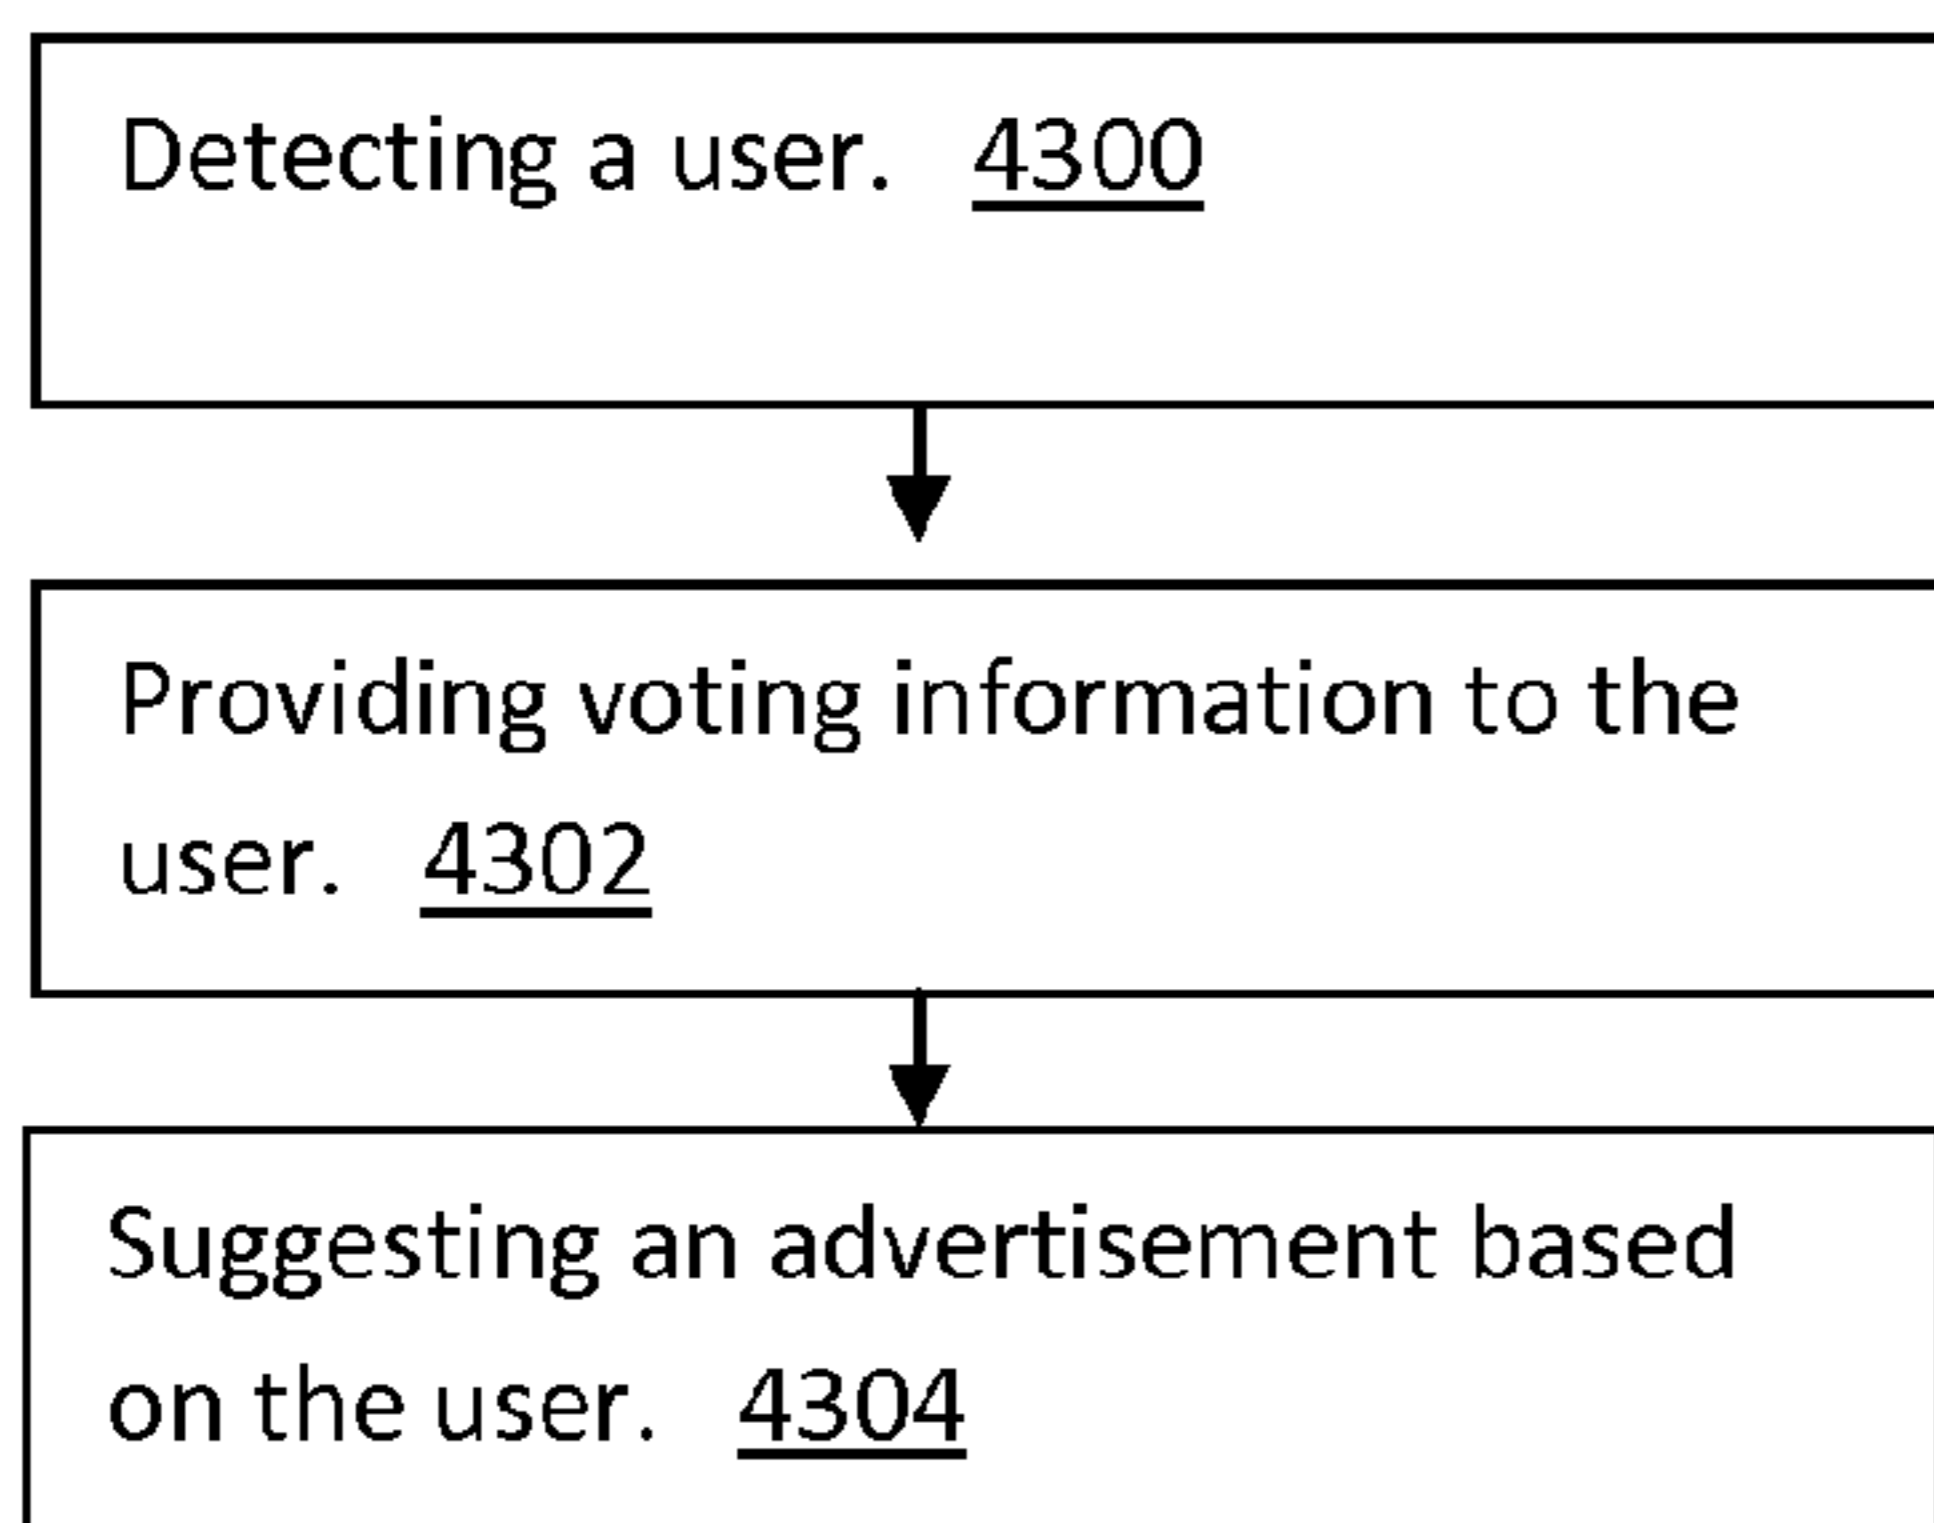 Detecting a user. 4300
Providing voting information to the
user. 4302
Suggesting an advertisement based
on the user. 4304